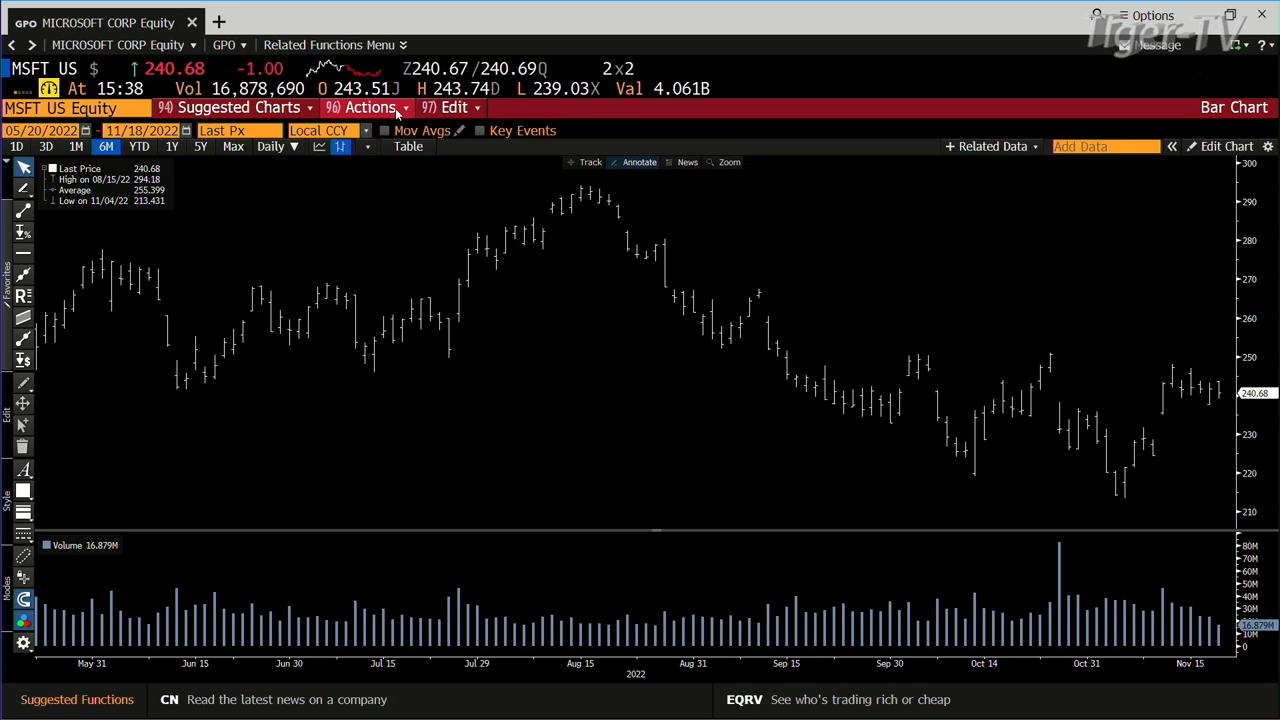 GPO MICROSOFT CORP Equity
Options
Tiger-TV
MICROSOFT CORP Equity GPO Related Functions Menu Message
MSFT US $ ↑240.68 -1.00 Z240.67/240.69Q 2x2
At 15:38 Vol 16,878,690 O 243.51J H 243.74D L 239.03X Val 4.061B
MSFT US Equity 94) Suggested Charts 96) Actions 97) Edit Bar Chart
05/20/2022 - 11/18/2022 Last Px Local CCY Mov Avgs Key Events
1D 3D 1M 6M YTD 1Y 5Y Max Daily ▼ Table + Related Data Add Data « Edit Chart
Track Annotate News Zoom
Last Price 240.68
High on 08/15/22 294.18
Average 255.399
Low on 11/04/22 213.431
300
290
280
270
260
250
240.68
230
220
210
Favorites
Edit
Style
Modes
Volume 16.879M
80M
70M
60M
50M
40M
30M
16.879M
10M
0
May 31 Jun 15 Jun 30 Jul 15 Jul 29 Aug 15 Aug 31 Sep 15 Sep 30 Oct 14 Oct 31 Nov 15
2022
Suggested Functions CN Read the latest news on a company EQRV See who's trading rich or cheap